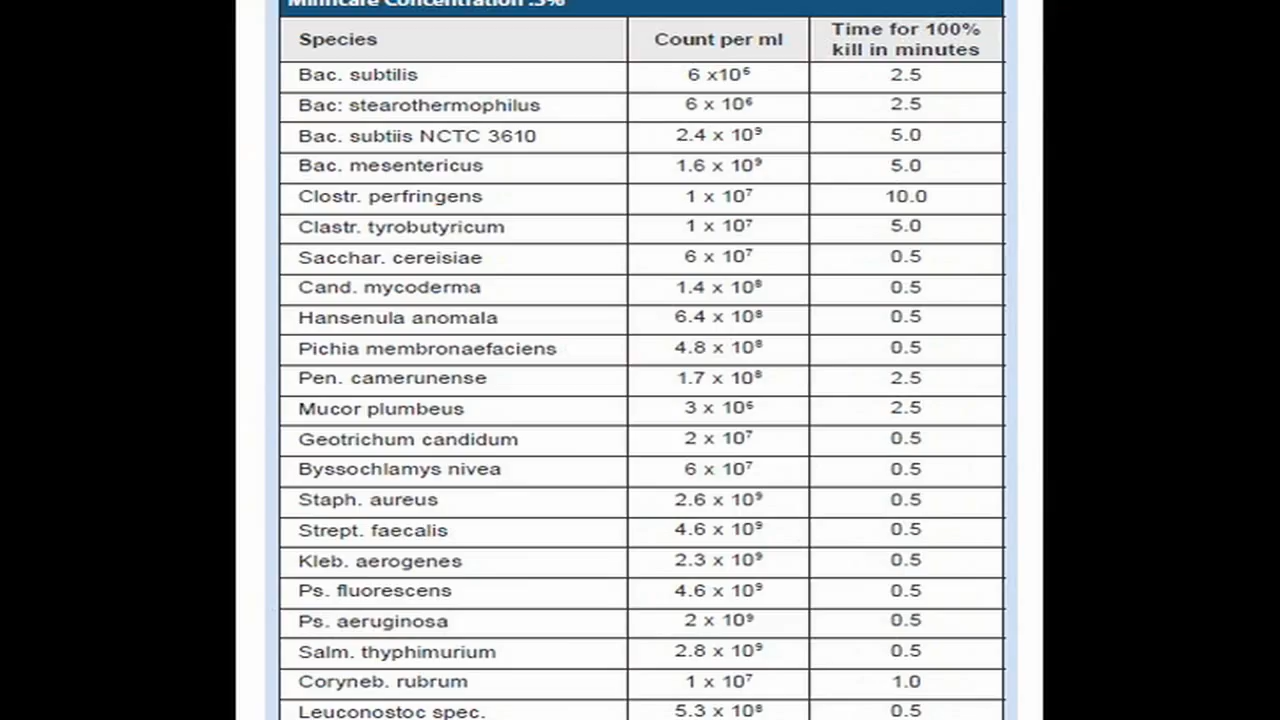 Minncare Concentration .3%
Species Count per ml Time for 100% kill in minutes
Bac. subtilis 6 x10⁶ 2.5
Bac: stearothermophilus 6 x 10⁶ 2.5
Bac. subtiis NCTC 3610 2.4 x 10⁹ 5.0
Bac. mesentericus 1.6 x 10⁹ 5.0
Clostr. perfringens 1 x 10⁷ 10.0
Clastr. tyrobutyricum 1 x 10⁷ 5.0
Sacchar. cereisiae 6 x 10⁷ 0.5
Cand. mycoderma 1.4 x 10⁸ 0.5
Hansenula anomala 6.4 x 10⁸ 0.5
Pichia membronaefaciens 4.8 x 10⁸ 0.5
Pen. camerunense 1.7 x 10⁸ 2.5
Mucor plumbeus 3 x 10⁶ 2.5
Geotrichum candidum 2 x 10⁷ 0.5
Byssochlamys nivea 6 x 10⁷ 0.5
Staph. aureus 2.6 x 10⁹ 0.5
Strept. faecalis 4.6 x 10⁹ 0.5
Kleb. aerogenes 2.3 x 10⁹ 0.5
Ps. fluorescens 4.6 x 10⁹ 0.5
Ps. aeruginosa 2 x 10⁹ 0.5
Salm. thyphimurium 2.8 x 10⁹ 0.5
Coryneb. rubrum 1 x 10⁷ 1.0
Leuconostoc spec. 5.3 x 10⁸ 0.5